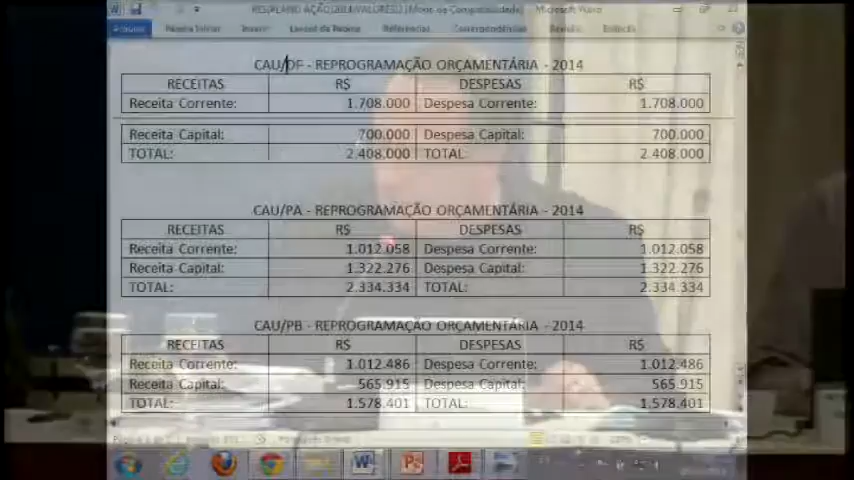 CAU/DF - REPROGRAMAÇÃO ORÇAMENTÁRIA - 2014
RECEITAS R$ DESPESAS R$
Receita Corrente: 1.708.000 Despesa Corrente: 1.708.000
Receita Capital: 700.000 Despesa Capital: 700.000
TOTAL: 2.408.000 TOTAL: 2.408.000
CAU/PA - REPROGRAMAÇÃO ORÇAMENTÁRIA - 2014
RECEITAS R$ DESPESAS R$
Receita Corrente: 1.012.058 Despesa Corrente: 1.012.058
Receita Capital: 1.322.276 Despesa Capital: 1.322.276
TOTAL: 2.334.334 TOTAL: 2.334.334
CAU/PB - REPROGRAMAÇÃO ORÇAMENTÁRIA - 2014
RECEITAS R$ DESPESAS R$
Receita Corrente: 1.012.486 Despesa Corrente: 1.012.486
Receita Capital: 565.915 Despesa Capital: 565.915
TOTAL: 1.578.401 TOTAL: 1.578.401